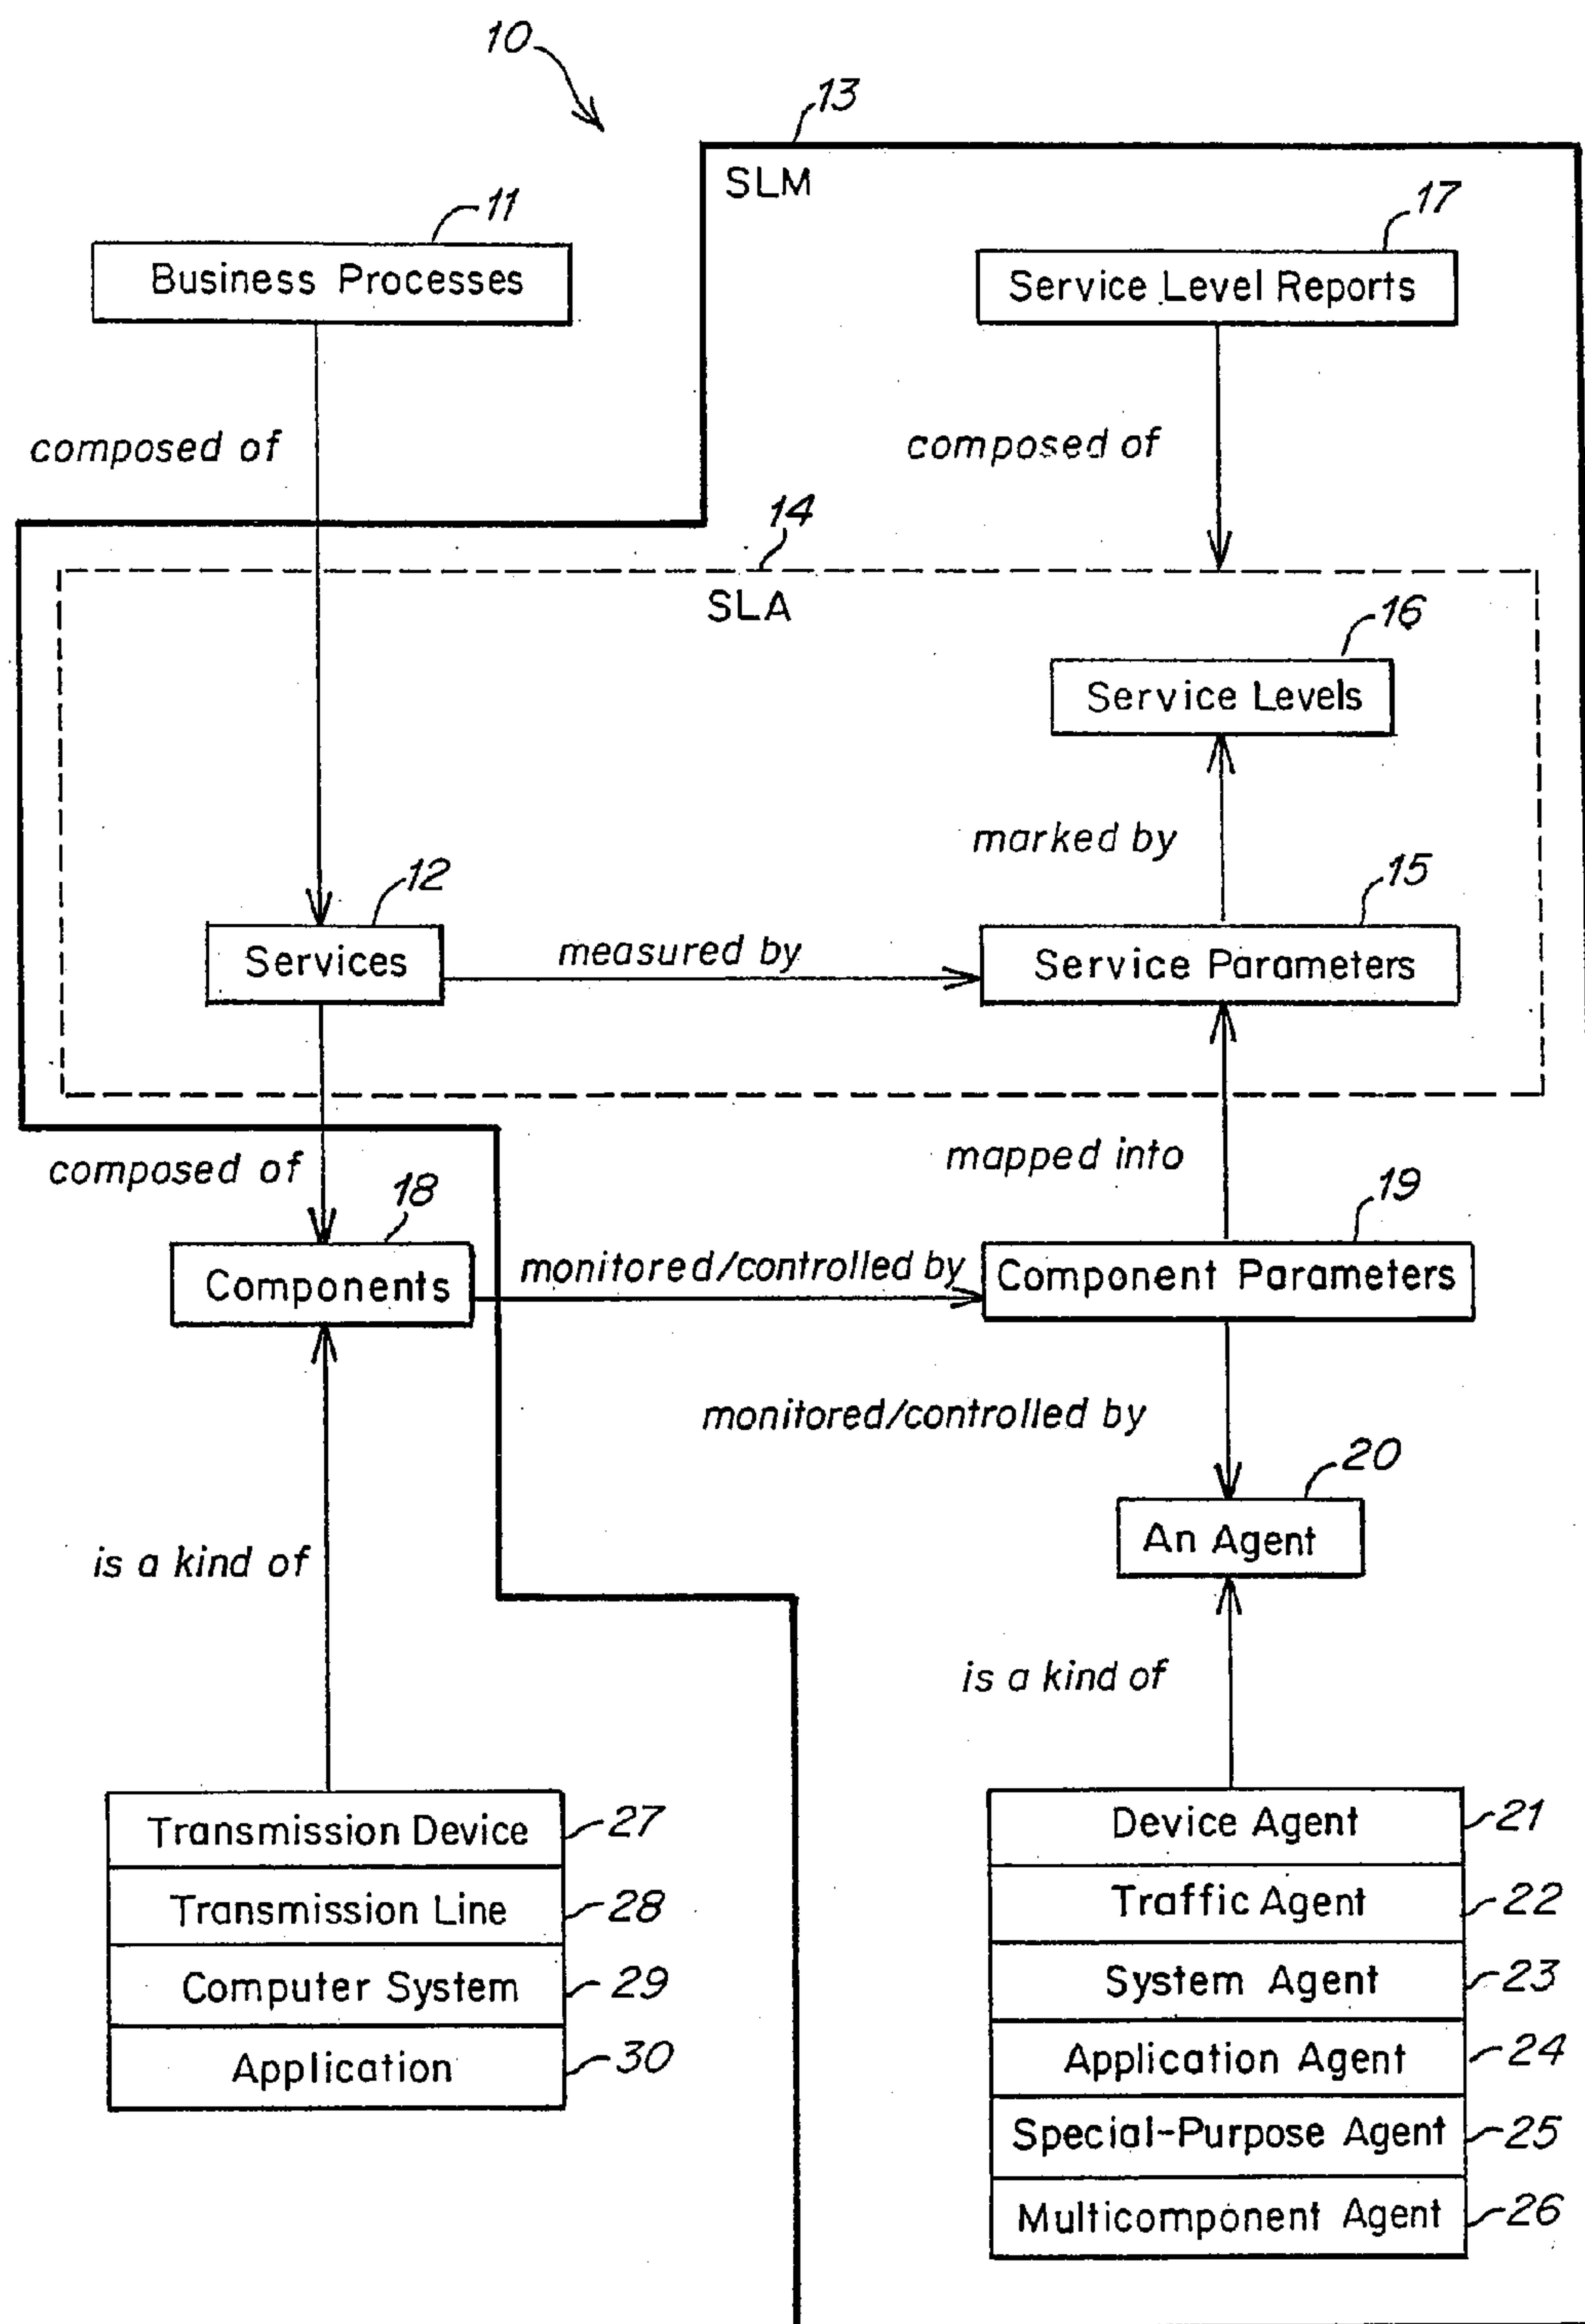 10
13
SLM
11
17
Business Processes
Service Level Reports
composed of
composed of
14
SLA
16
Service Levels
marked by
12
15
Services
measured by
Service Parameters
composed of
mapped into
18
19
Components
monitored/controlled by
Component Parameters
monitored/controlled by
20
An Agent
is a kind of
is a kind of
Transmission Device 27
Transmission Line 28
Computer System 29
Application 30
Device Agent 21
Traffic Agent 22
System Agent 23
Application Agent 24
Special-Purpose Agent 25
Multicomponent Agent 26